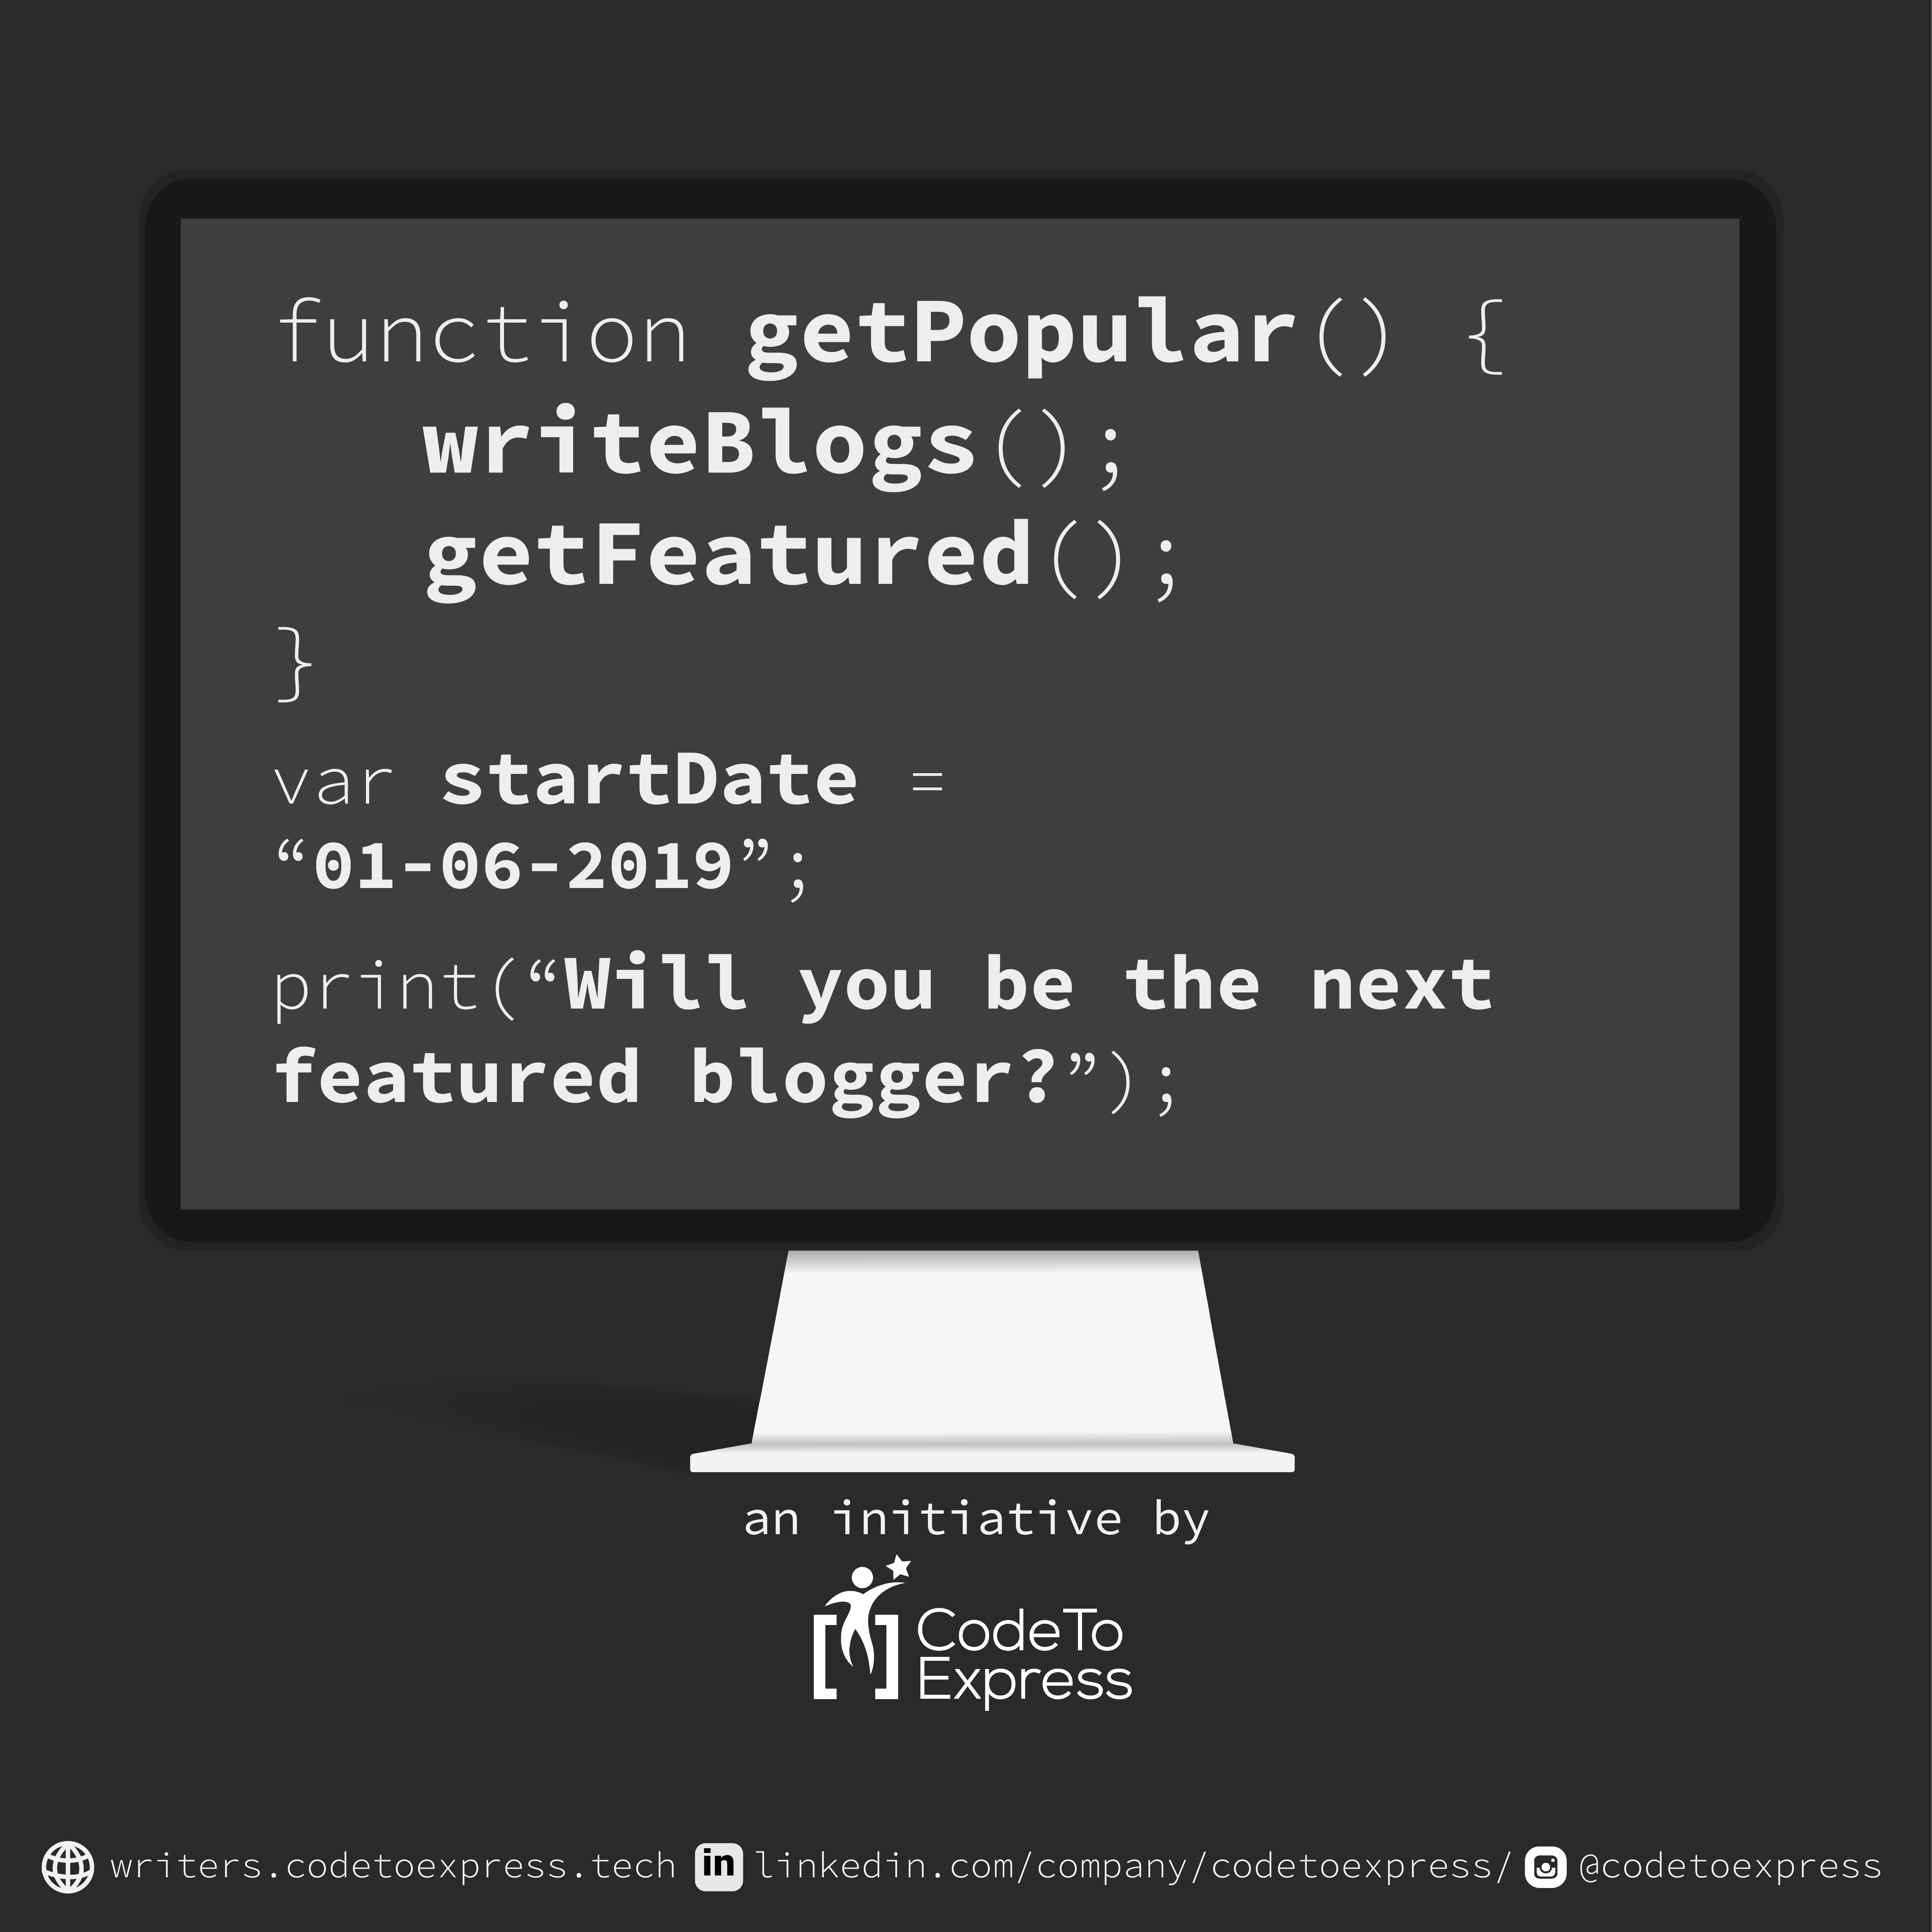 function getPopular() {
writeBlogs();
getFeatured();
}
var startDate =
“01-06-2019”;
print(“Will you be the next
featured blogger?”);
an initiative by
CodeTo
Express
writers.codetoexpress.tech in linkedin.com/company/codetoexpress/ @codetoexpress